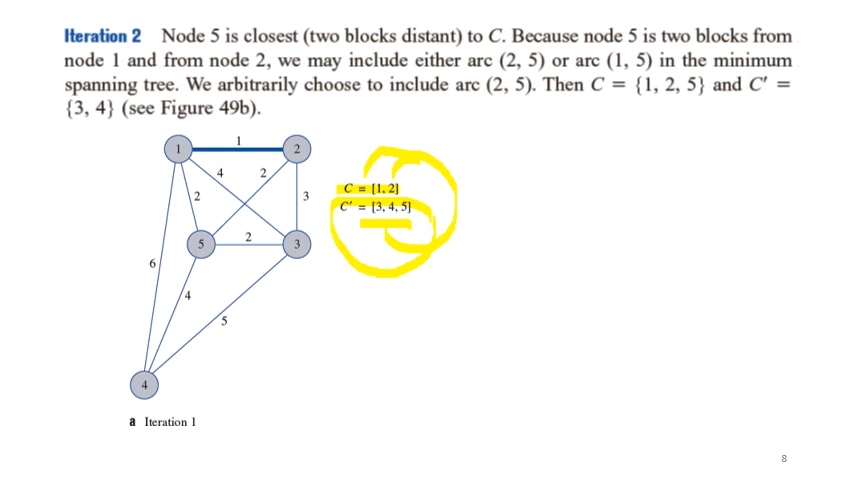 Iteration 2 Node 5 is closest (two blocks distant) to C. Because node 5 is two blocks from
node 1 and from node 2, we may include either arc (2, 5) or arc (1, 5) in the minimum
spanning tree. We arbitrarily choose to include arc (2, 5). Then C = {1, 2, 5} and C′ =
{3, 4} (see Figure 49b).
1
1
2
4
2
2
3
C = [1, 2]
C′ = [3, 4, 5]
5
2
3
6
4
5
4
a Iteration 1
8